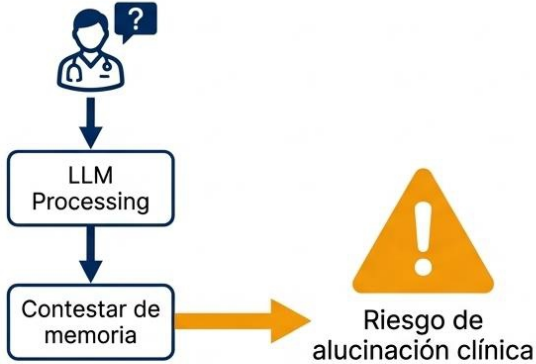 ?
LLM
Processing
Contestar de
memoria
!
Riesgo de
alucinación clínica